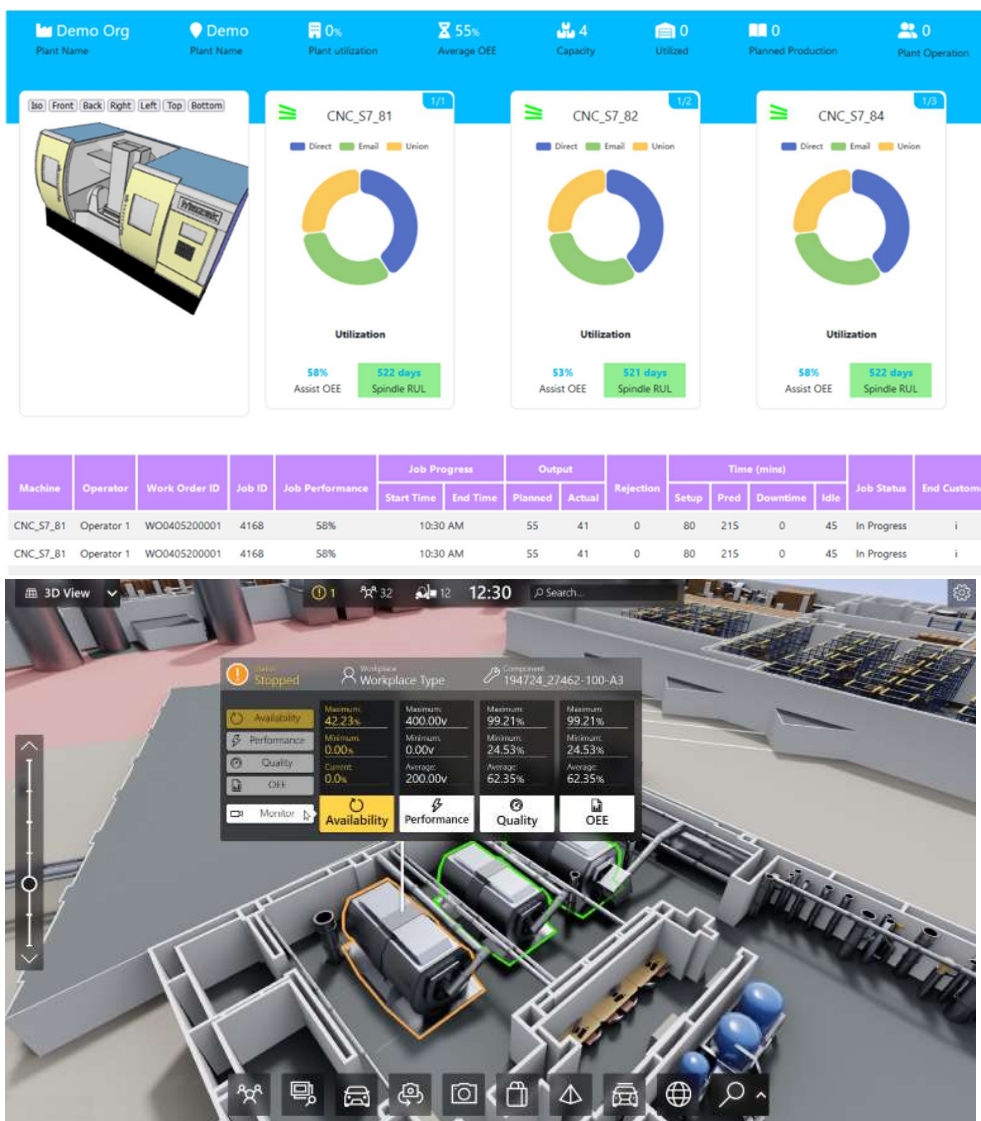 Demo Org
Plant Name
Demo
Plant Name
0%
Plant utilization
55%
Average OEE
4
Capacity
0
Utilized
0
Planned Production
0
Plant Operation
Iso Front Back Right Left Top Bottom
1/1
CNC_S7_81
Direct Email Union
Utilization
58%
Assist OEE
522 days
Spindle RUL
1/2
CNC_S7_82
Direct Email Union
Utilization
53%
Assist OEE
521 days
Spindle RUL
1/3
CNC_S7_84
Direct Email Union
Utilization
58%
Assist OEE
522 days
Spindle RUL
Machine Operator Work Order ID Job ID Job Performance Job Progress Output Rejection Time (mins) Job Status End Custome
Start Time End Time Planned Actual Setup Pred Downtime Idle
CNC_S7_81 Operator 1 WO0405200001 4168 58% 10:30 AM 55 41 0 80 215 0 45 In Progress i
CNC_S7_81 Operator 1 WO0405200001 4168 58% 10:30 AM 55 41 0 80 215 0 45 In Progress i
3D View 1 32 12 12:30 Search...
Status
Stopped
Workplace
Workplace Type
Component
194724_27462-100-A3
Availability
Performance
Quality
OEE
Monitor
Maximum:
42.23%
Minimum:
0.00%
Current:
0.0%
Availability
Maximum:
400.00v
Minimum:
0.00v
Average:
200.00v
Performance
Maximum:
99.21%
Minimum:
24.53%
Average:
62.35%
Quality
Maximum:
99.21%
Minimum:
24.53%
Average:
62.35%
OEE